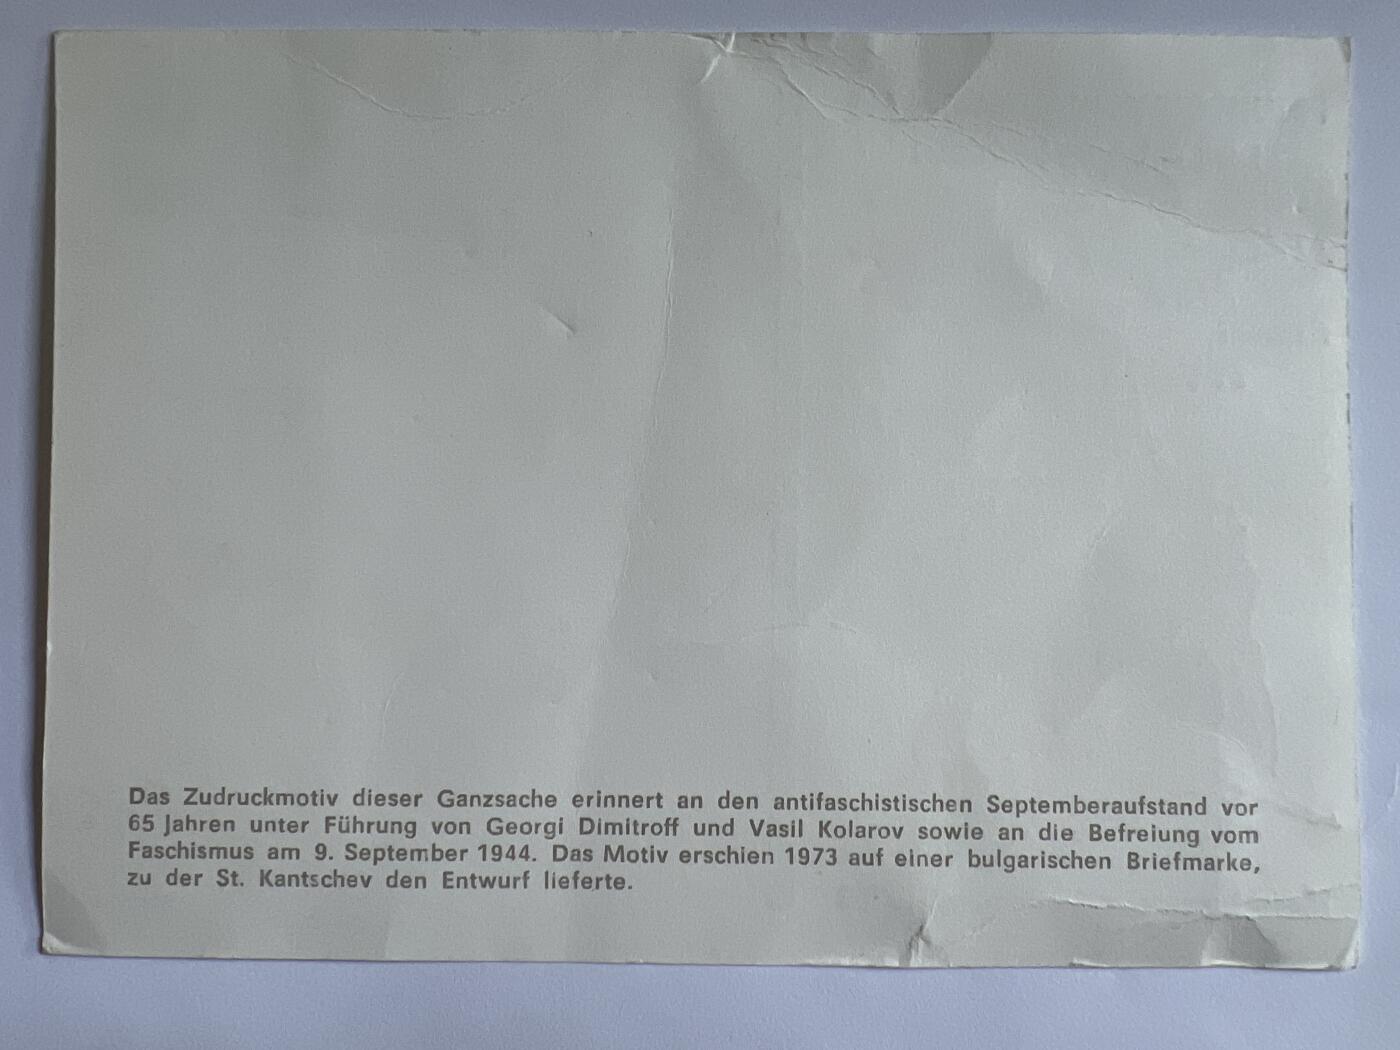 Das Zudruckmotiv dieser Ganzsache erinnert an den antifaschistischen Septemberaufstand vor
65 Jahren unter Führung von Georgi Dimitroff und Vasil Kolarov sowie an die Befreiung vom
Faschismus am 9. September 1944. Das Motiv erschien 1973 auf einer bulgarischen Briefmarke,
zu der St. Kantschev den Entwurf lieferte.